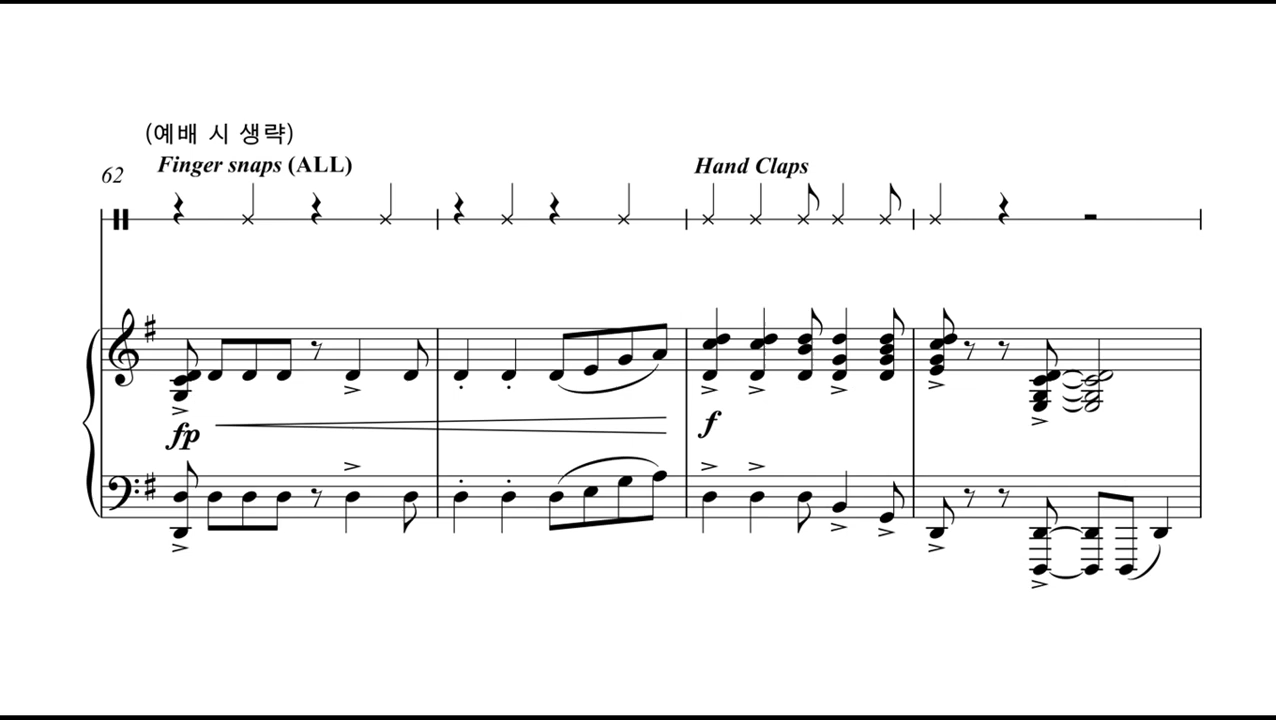 (예배 시 생략)
Finger snaps (ALL)
Hand Claps
62
fp
f